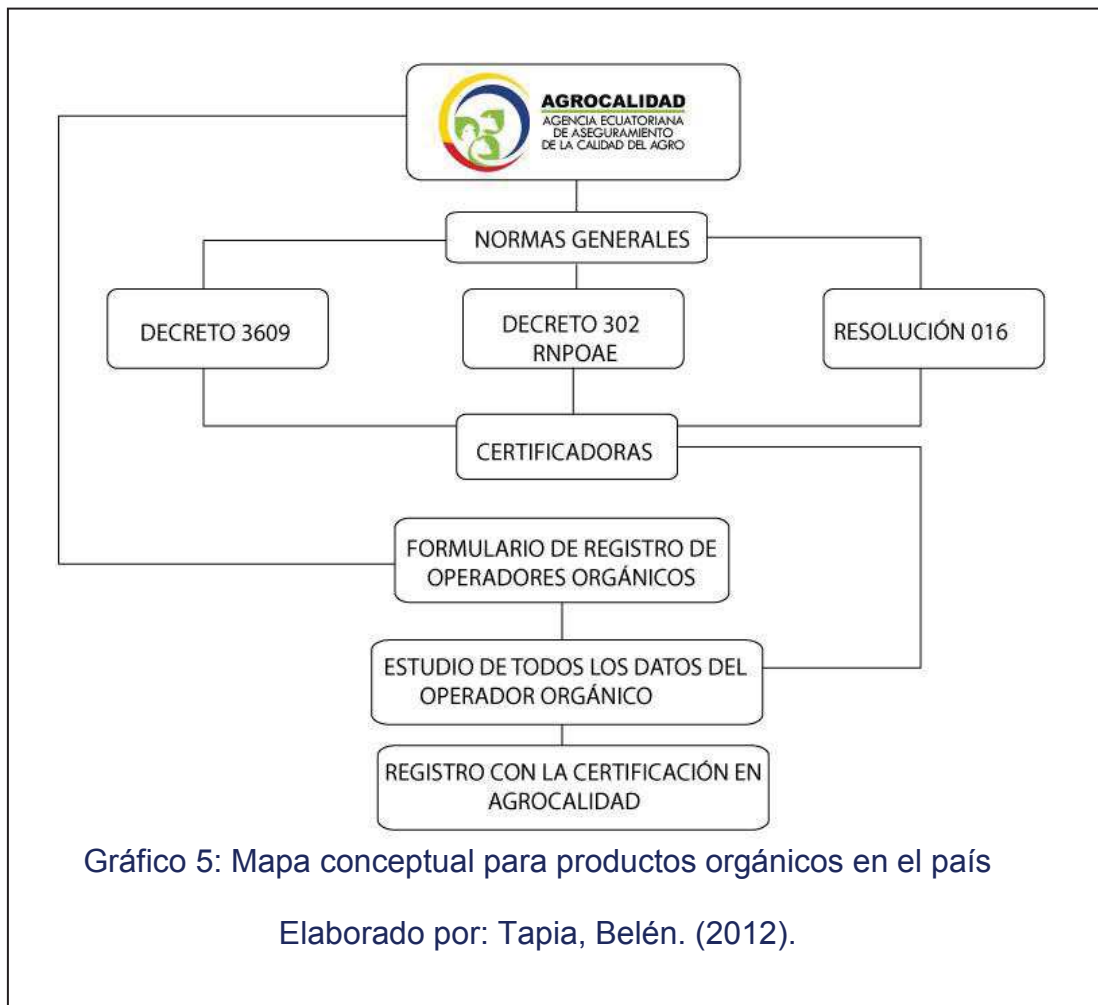 AGROCALIDAD
AGENCIA ECUATORIANA
DE ASEGURAMIENTO
DE LA CALIDAD DEL AGRO
NORMAS GENERALES
DECRETO 3609
DECRETO 302
RNPOAE
RESOLUCIÓN 016
CERTIFICADORAS
FORMULARIO DE REGISTRO DE
OPERADORES ORGÁNICOS
ESTUDIO DE TODOS LOS DATOS DEL
OPERADOR ORGÁNICO
REGISTRO CON LA CERTIFICACIÓN EN
AGROCALIDAD
Gráfico 5: Mapa conceptual para productos orgánicos en el país
Elaborado por: Tapia, Belén. (2012).